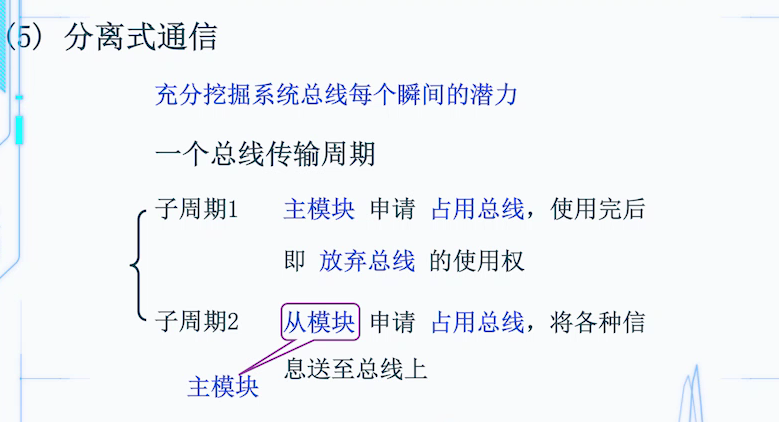 (5) 分离式通信
充分挖掘系统总线每个瞬间的潜力
一个总线传输周期
子周期1 主模块 申请 占用总线，使用完后
即 放弃总线 的使用权
子周期2 从模块 申请 占用总线，将各种信
息送至总线上
主模块